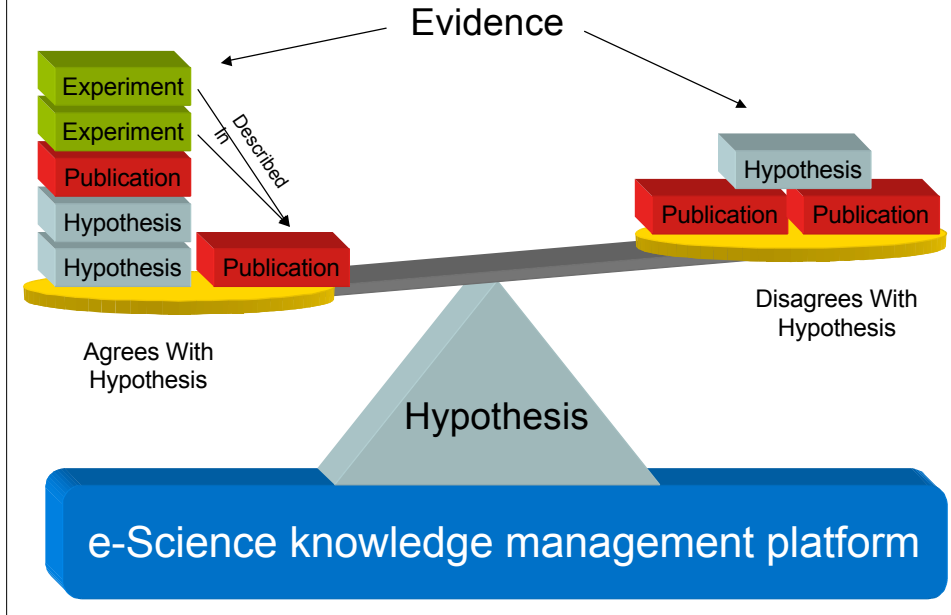 Evidence
Experiment
Experiment
Publication
Hypothesis
Hypothesis
Publication
Described
In
Hypothesis
Publication
Publication
Agrees With
Hypothesis
Disagrees With
Hypothesis
Hypothesis
e-Science knowledge management platform